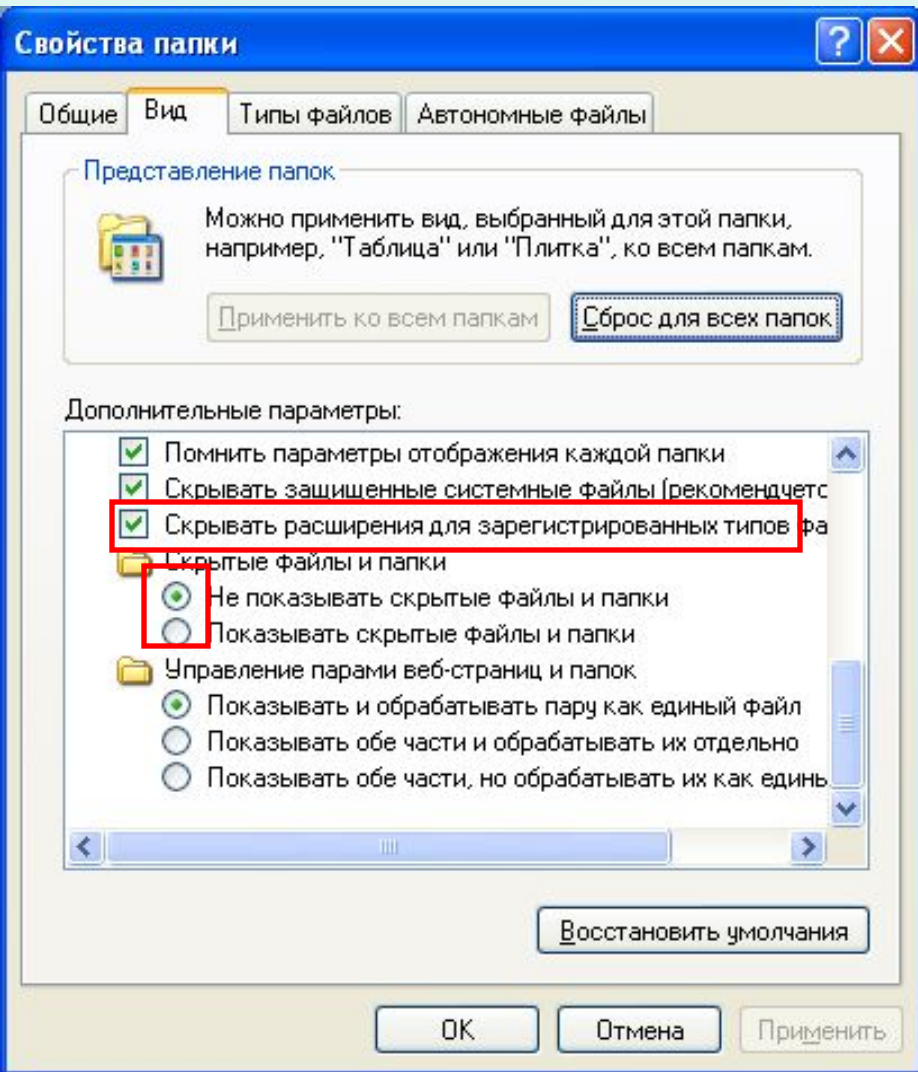 Свойства папки
Общие
Вид
Типы файлов
Автономные файлы
Представление папок
Можно применить вид, выбранный для этой папки,
например, "Таблица" или "Плитка", ко всем папкам.
Применить ко всем папкам
Сброс для всех папок
Дополнительные параметры:
Помнить параметры отображения каждой папки
Скрывать защищенные системные файлы (рекомендуетс
Скрывать расширения для зарегистрированных типов фа
Скрытые файлы и папки
Не показывать скрытые файлы и папки
Показывать скрытые файлы и папки
Управление парами веб-страниц и папок
Показывать и обрабатывать пару как единый файл
Показывать обе части и обрабатывать их отдельно
Показывать обе части, но обрабатывать их как едины
Восстановить умолчания
OK
Отмена
Применить